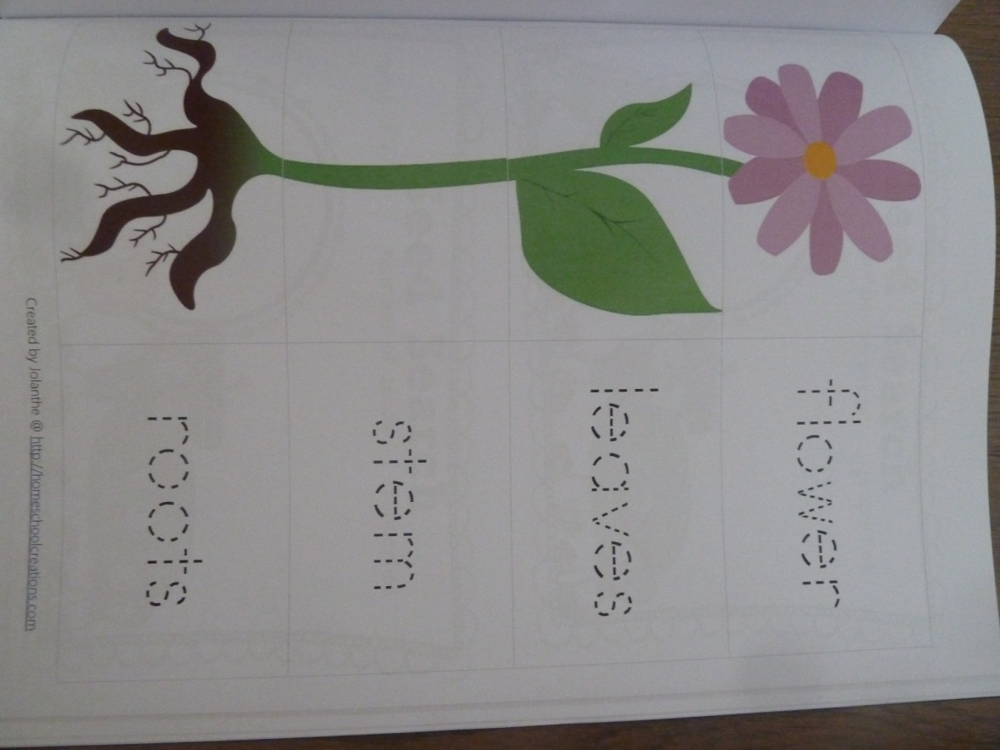 flower
leaves
stem
roots
Created by Jolanthe @ http://homeschoolcreations.com